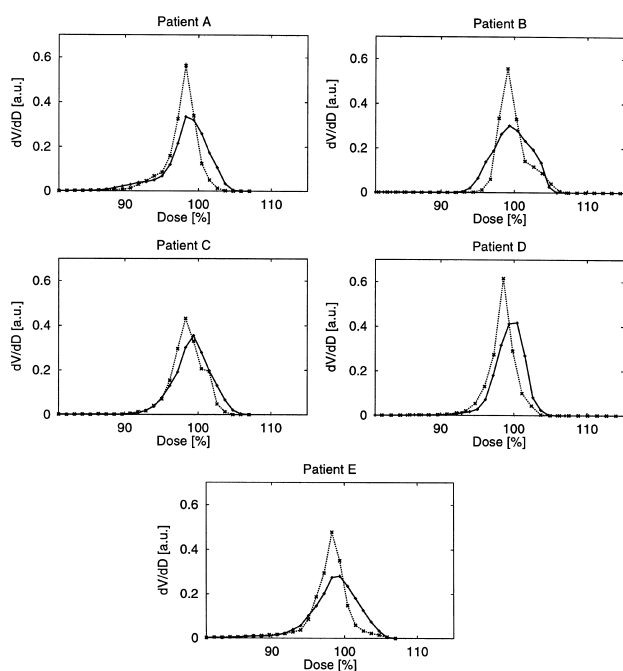 Patient A
dV/dD [a.u.]
0.6
0.4
0.2
0
90
100
110
Dose [%]
Patient B
dV/dD [a.u.]
0.6
0.4
0.2
0
90
100
110
Dose [%]
Patient C
dV/dD [a.u.]
0.6
0.4
0.2
0
90
100
110
Dose [%]
Patient D
dV/dD [a.u.]
0.6
0.4
0.2
0
90
100
110
Dose [%]
Patient E
dV/dD [a.u.]
0.6
0.4
0.2
0
90
100
110
Dose [%]